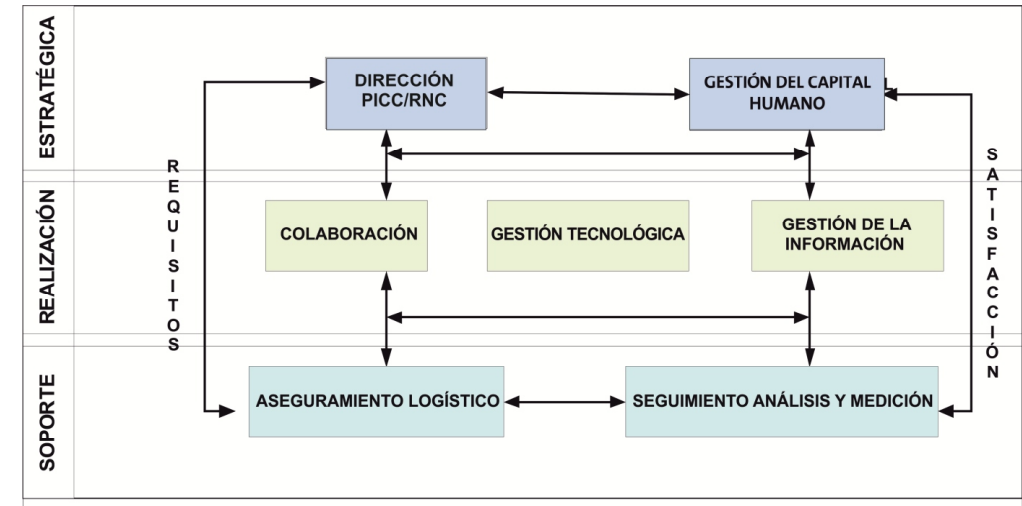 ESTRATÉGICA
DIRECCIÓN
PICC/RNC
GESTIÓN DEL CAPITAL
HUMANO
REQUISITOS
SATISFACCIÓN
REALIZACIÓN
COLABORACIÓN
GESTIÓN TECNOLÓGICA
GESTIÓN DE LA
INFORMACIÓN
SOPORTE
ASEGURAMIENTO LOGÍSTICO
SEGUIMIENTO ANÁLISIS Y MEDICIÓN